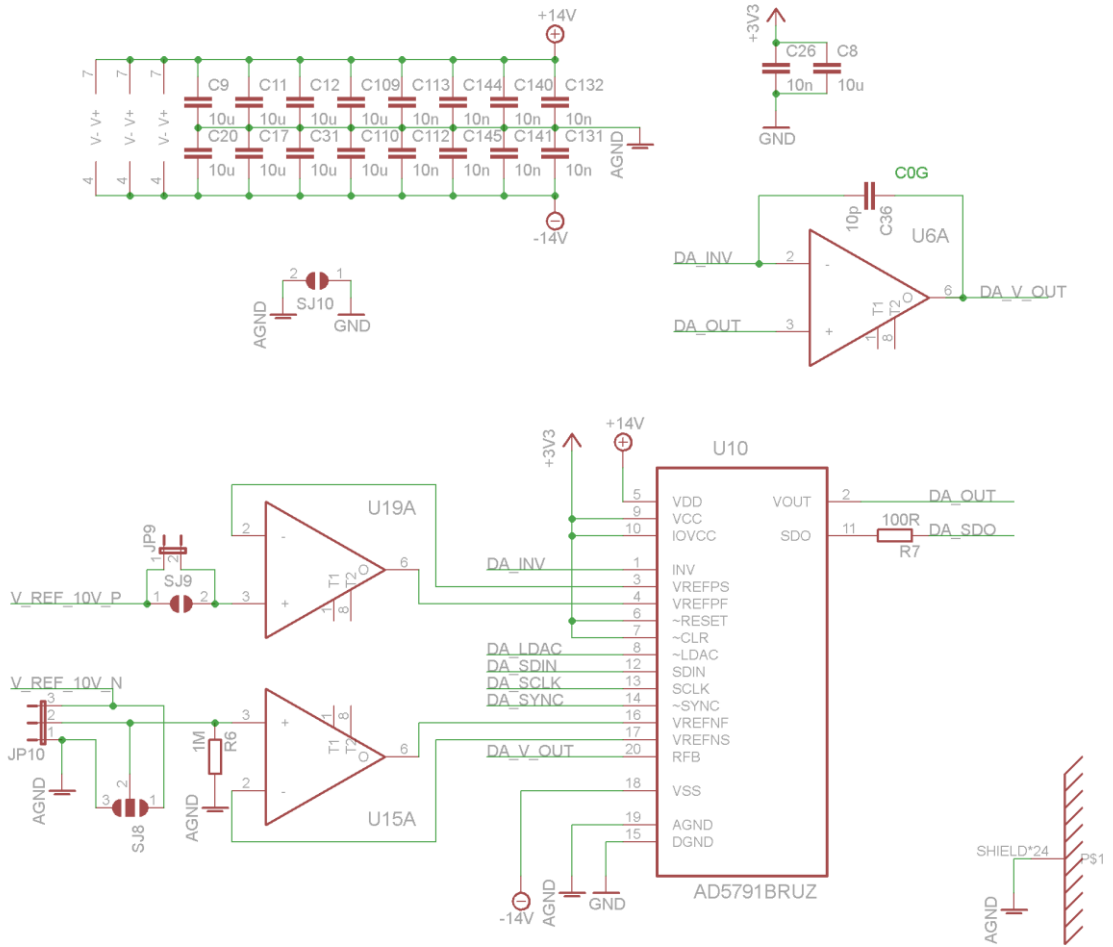 +14V
+3V3
7 7 7
C9 C11 C12 C109 C113 C144 C140 C132
10u 10u 10u 10n 10n 10n 10n 10n
V- V+ V- V+ V- V+
C20 C17 C31 C110 C112 C145 C141 C131
10u 10u 10u 10n 10n 10n 10n 10n
4 4 4
AGND
-14V
C26 C8
10n 10u
GND
C0G
10p
C36
U6A
DA_INV 2 -
DA_OUT 3 +
O 6 DA_V_OUT
T1 T2
1 8
2 1
SJ10
AGND GND
+3V3
+14V
U10
U19A
2 -
JP9
1 2
SJ9
V_REF_10V_P 1 2 3 +
O 6
T1 T2
1 8
V_REF_10V_N
3
2
1
JP10
AGND
2
3 1
SJ8
1M
R6
AGND
3 +
2 -
T1 T2
1 8
O 6
U15A
5 VDD VOUT 2 DA_OUT
9 VCC
100R
10 IOVCC SDO 11 DA_SDO
R7
DA_INV 1 INV
3 VREFPS
4 VREFPF
6 ~RESET
7 ~CLR
DA_LDAC 8 ~LDAC
DA_SDIN 12 SDIN
DA_SCLK 13 SCLK
DA_SYNC 14 ~SYNC
16 VREFNF
17 VREFNS
DA_V_OUT 20 RFB
18 VSS
19 AGND
15 DGND
AD5791BRUZ
-14V
AGND
GND
SHIELD*24 P$1
AGND